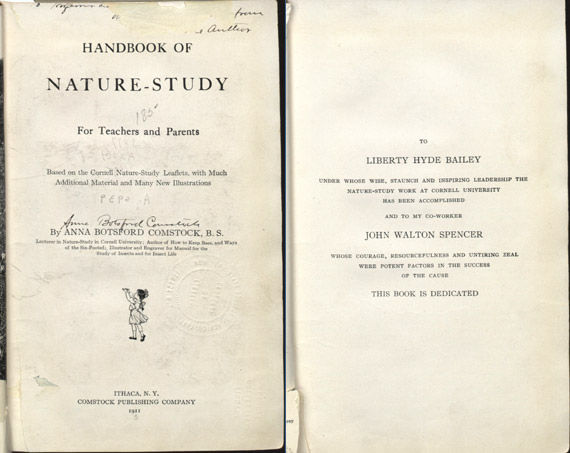 from
Author
HANDBOOK OF
NATURE-STUDY
185
For Teachers and Parents
Based on the Cornell Nature-Study Leaflets, with Much
Additional Material and Many New Illustrations
Anna Botsford Comstock
By ANNA BOTSFORD COMSTOCK, B. S.
Lecturer in Nature-Study in Cornell University; Author of How to Keep Bees, and Ways
of the Six-Footed; Illustrator and Engraver for Manual for the
Study of Insects and for Insect Life
ITHACA, N. Y.
COMSTOCK PUBLISHING COMPANY
1911
TO
LIBERTY HYDE BAILEY
UNDER WHOSE WISE, STAUNCH AND INSPIRING LEADERSHIP THE
NATURE-STUDY WORK AT CORNELL UNIVERSITY
HAS BEEN ACCOMPLISHED
AND TO MY CO-WORKER
JOHN WALTON SPENCER
WHOSE COURAGE, RESOURCEFULNESS AND UNTIRING ZEAL
WERE POTENT FACTORS IN THE SUCCESS
OF THE CAUSE
THIS BOOK IS DEDICATED